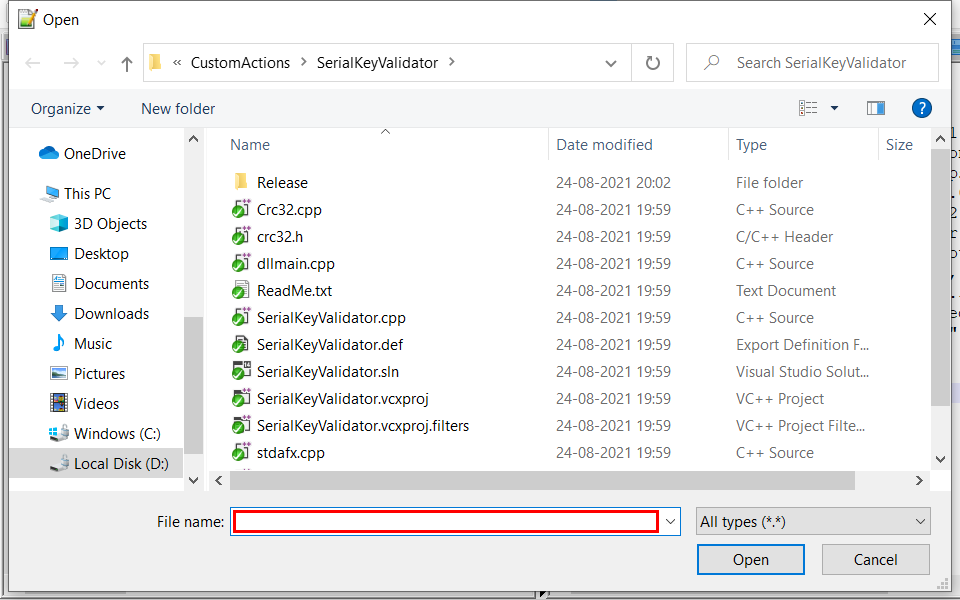 Open
« CustomActions > SerialKeyValidator >
Search SerialKeyValidator
Organize
New folder
?
Name
Date modified
Type
Size
OneDrive
This PC
3D Objects
Desktop
Documents
Downloads
Music
Pictures
Videos
Windows (C:)
Local Disk (D:)
Release 24-08-2021 20:02 File folder
Crc32.cpp 24-08-2021 19:59 C++ Source
crc32.h 24-08-2021 19:59 C/C++ Header
dllmain.cpp 24-08-2021 19:59 C++ Source
ReadMe.txt 24-08-2021 19:59 Text Document
SerialKeyValidator.cpp 24-08-2021 19:59 C++ Source
SerialKeyValidator.def 24-08-2021 19:59 Export Definition F...
SerialKeyValidator.sln 24-08-2021 19:59 Visual Studio Solut...
SerialKeyValidator.vcxproj 24-08-2021 19:59 VC++ Project
SerialKeyValidator.vcxproj.filters 24-08-2021 19:59 VC++ Project Filte...
stdafx.cpp 24-08-2021 19:59 C++ Source
File name:
All types (*.*)
Open
Cancel